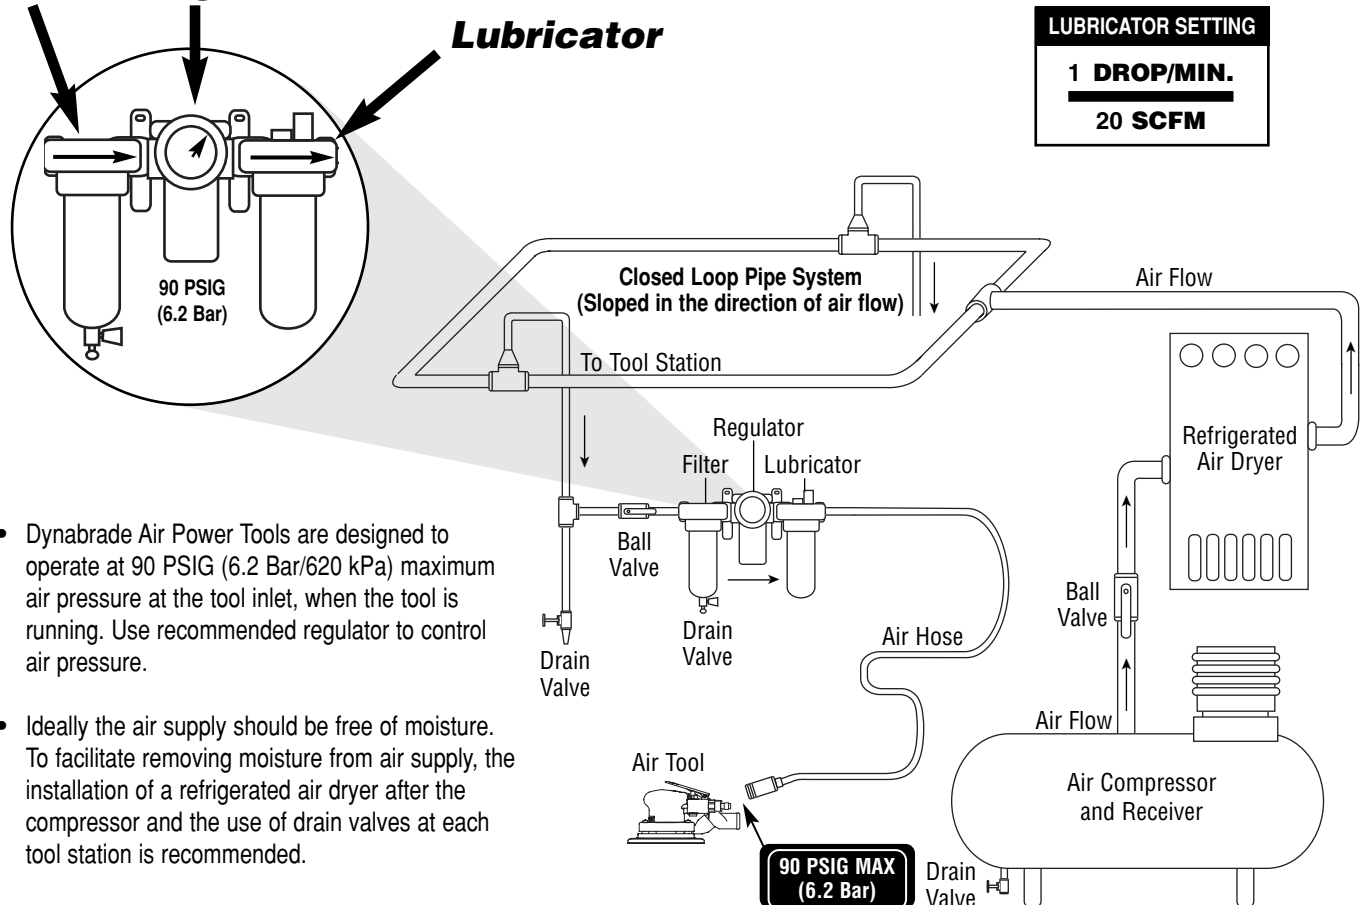 Lubricator
LUBRICATOR SETTING
1 DROP/MIN.
20 SCFM
90 PSIG
(6.2 Bar)
Closed Loop Pipe System
(Sloped in the direction of air flow)
Air Flow
To Tool Station
Refrigerated
Air Dryer
Regulator
Filter
Lubricator
Ball
Valve
Drain
Valve
Drain
Valve
Air Hose
Ball
Valve
Air Flow
Air Compressor
and Receiver
Drain
Valve
Air Tool
90 PSIG MAX
(6.2 Bar)
• Dynabrade Air Power Tools are designed to
operate at 90 PSIG (6.2 Bar/620 kPa) maximum
air pressure at the tool inlet, when the tool is
running. Use recommended regulator to control
air pressure.
• Ideally the air supply should be free of moisture.
To facilitate removing moisture from air supply, the
installation of a refrigerated air dryer after the
compressor and the use of drain valves at each
tool station is recommended.